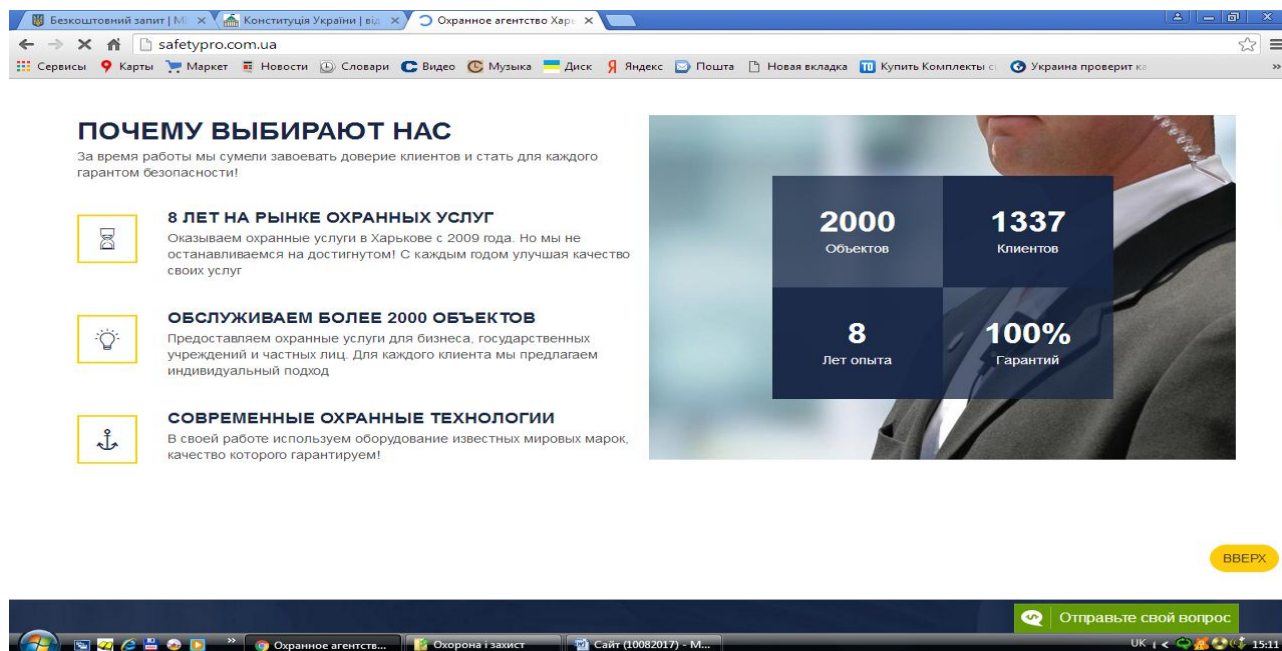 Безкоштовний запит | Мі
Конституція України | від
Охранное агентство Харь
safetypro.com.ua
Сервисы Карты Маркет Новости Словари Видео Музыка Диск Яндекс Пошта Новая вкладка Купить Комплекты Украина проверит
ПОЧЕМУ ВЫБИРАЮТ НАС
За время работы мы сумели завоевать доверие клиентов и стать для каждого
гарантом безопасности!
8 ЛЕТ НА РЫНКЕ ОХРАННЫХ УСЛУГ
Оказываем охранные услуги в Харькове с 2009 года. Но мы не
останавливаемся на достигнутом! С каждым годом улучшая качество
своих услуг
ОБСЛУЖИВАЕМ БОЛЕЕ 2000 ОБЪЕКТОВ
Предоставляем охранные услуги для бизнеса, государственных
учреждений и частных лиц. Для каждого клиента мы предлагаем
индивидуальный подход
СОВРЕМЕННЫЕ ОХРАННЫЕ ТЕХНОЛОГИИ
В своей работе используем оборудование известных мировых марок,
качество которого гарантируем!
2000
Объектов
1337
Клиентов
8
Лет опыта
100%
Гарантий
ВВЕРХ
Отправьте свой вопрос
Охранное агентств...
Охорона і захист
Сайт (10082017) - M...
UK
15:11